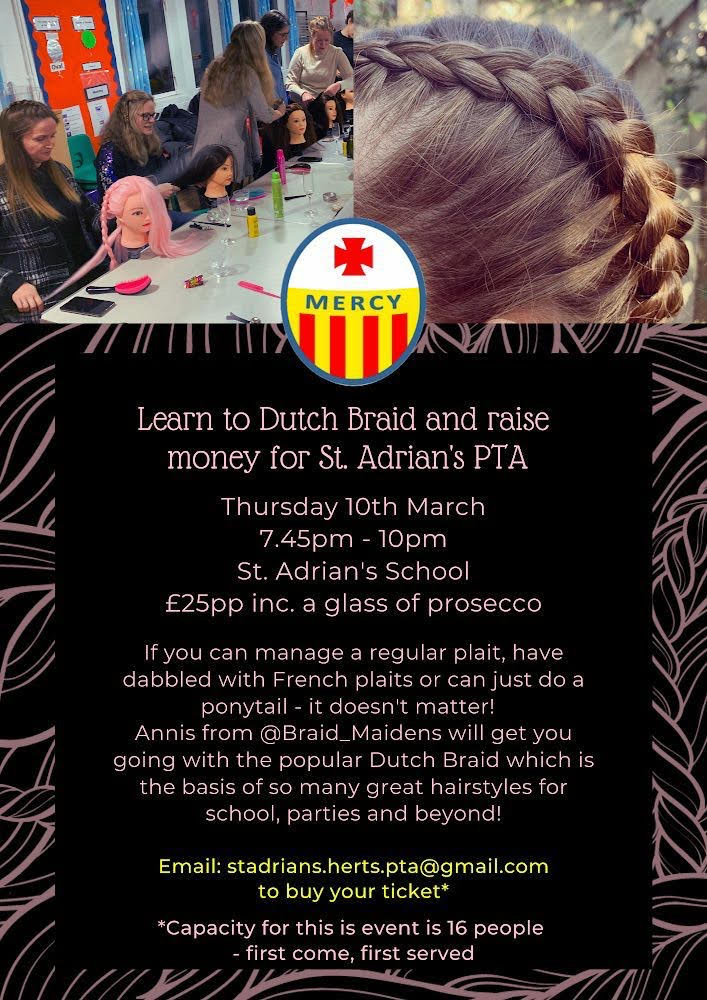 Oval
MERCY
Learn to Dutch Braid and raise
money for St. Adrian's PTA
Thursday 10th March
7.45pm - 10pm
St. Adrian's School
£25pp inc. a glass of prosecco
If you can manage a regular plait, have
dabbled with French plaits or can just do a
ponytail - it doesn't matter!
Annis from @Braid_Maidens will get you
going with the popular Dutch Braid which is
the basis of so many great hairstyles for
school, parties and beyond!
Email: stadrians.herts.pta@gmail.com
to buy your ticket*
*Capacity for this is event is 16 people
- first come, first served